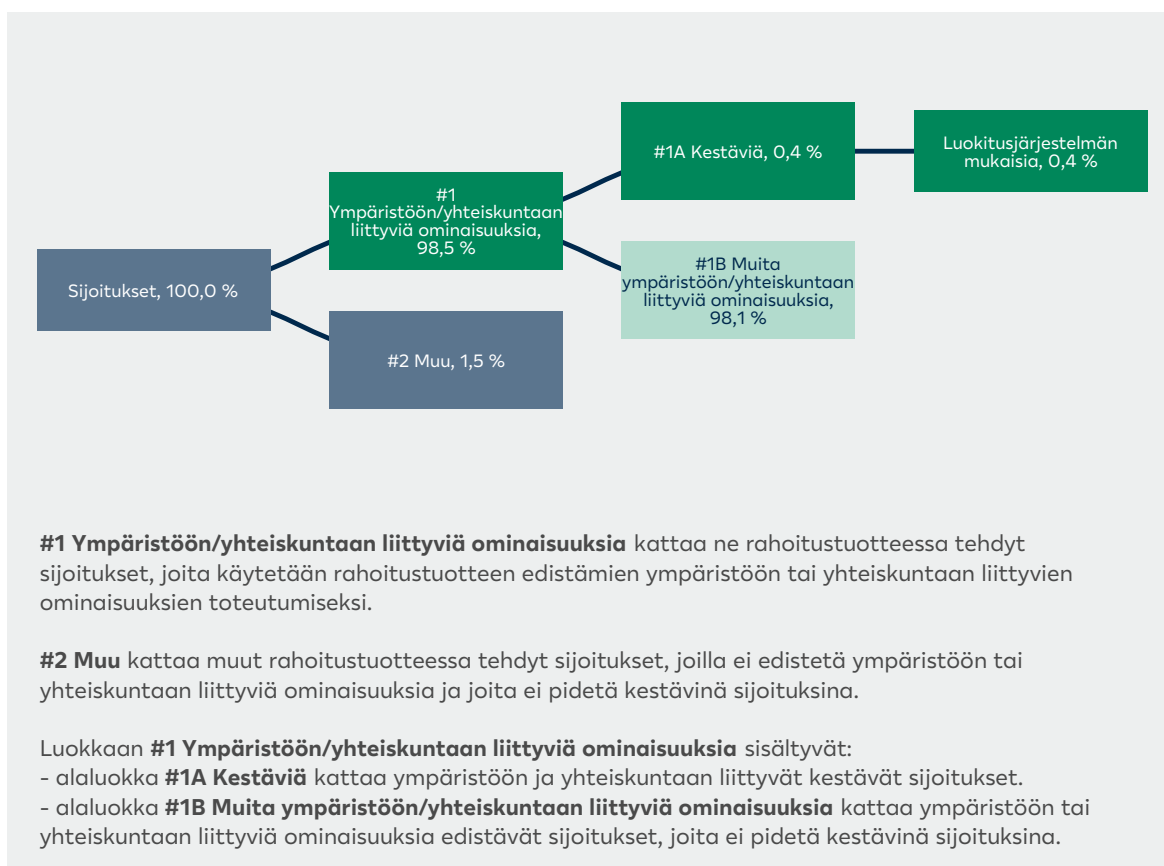 Sijoitukset, 100,0 %
#1
Ympäristöön/yhteiskuntaan
liittyviä ominaisuuksia,
98,5 %
#2 Muu, 1,5 %
#1A Kestäviä, 0,4 %
#1B Muita
ympäristöön/yhteiskuntaan
liittyviä ominaisuuksia,
98,1 %
Luokitusjärjestelmän
mukaisia, 0,4 %
#1 Ympäristöön/yhteiskuntaan liittyviä ominaisuuksia kattaa ne rahoitustuotteessa tehdyt
sijoitukset, joita käytetään rahoitustuotteen edistämien ympäristöön tai yhteiskuntaan liittyvien
ominaisuuksien toteutumiseksi.
#2 Muu kattaa muut rahoitustuotteessa tehdyt sijoitukset, joilla ei edistetä ympäristöön tai
yhteiskuntaan liittyviä ominaisuuksia ja joita ei pidetä kestävinä sijoituksina.
Luokkaan #1 Ympäristöön/yhteiskuntaan liittyviä ominaisuuksia sisältyvät:
- alaluokka #1A Kestäviä kattaa ympäristöön ja yhteiskuntaan liittyvät kestävät sijoitukset.
- alaluokka #1B Muita ympäristöön/yhteiskuntaan liittyviä ominaisuuksia kattaa ympäristöön tai
yhteiskuntaan liittyviä ominaisuuksia edistävät sijoitukset, joita ei pidetä kestävinä sijoituksina.